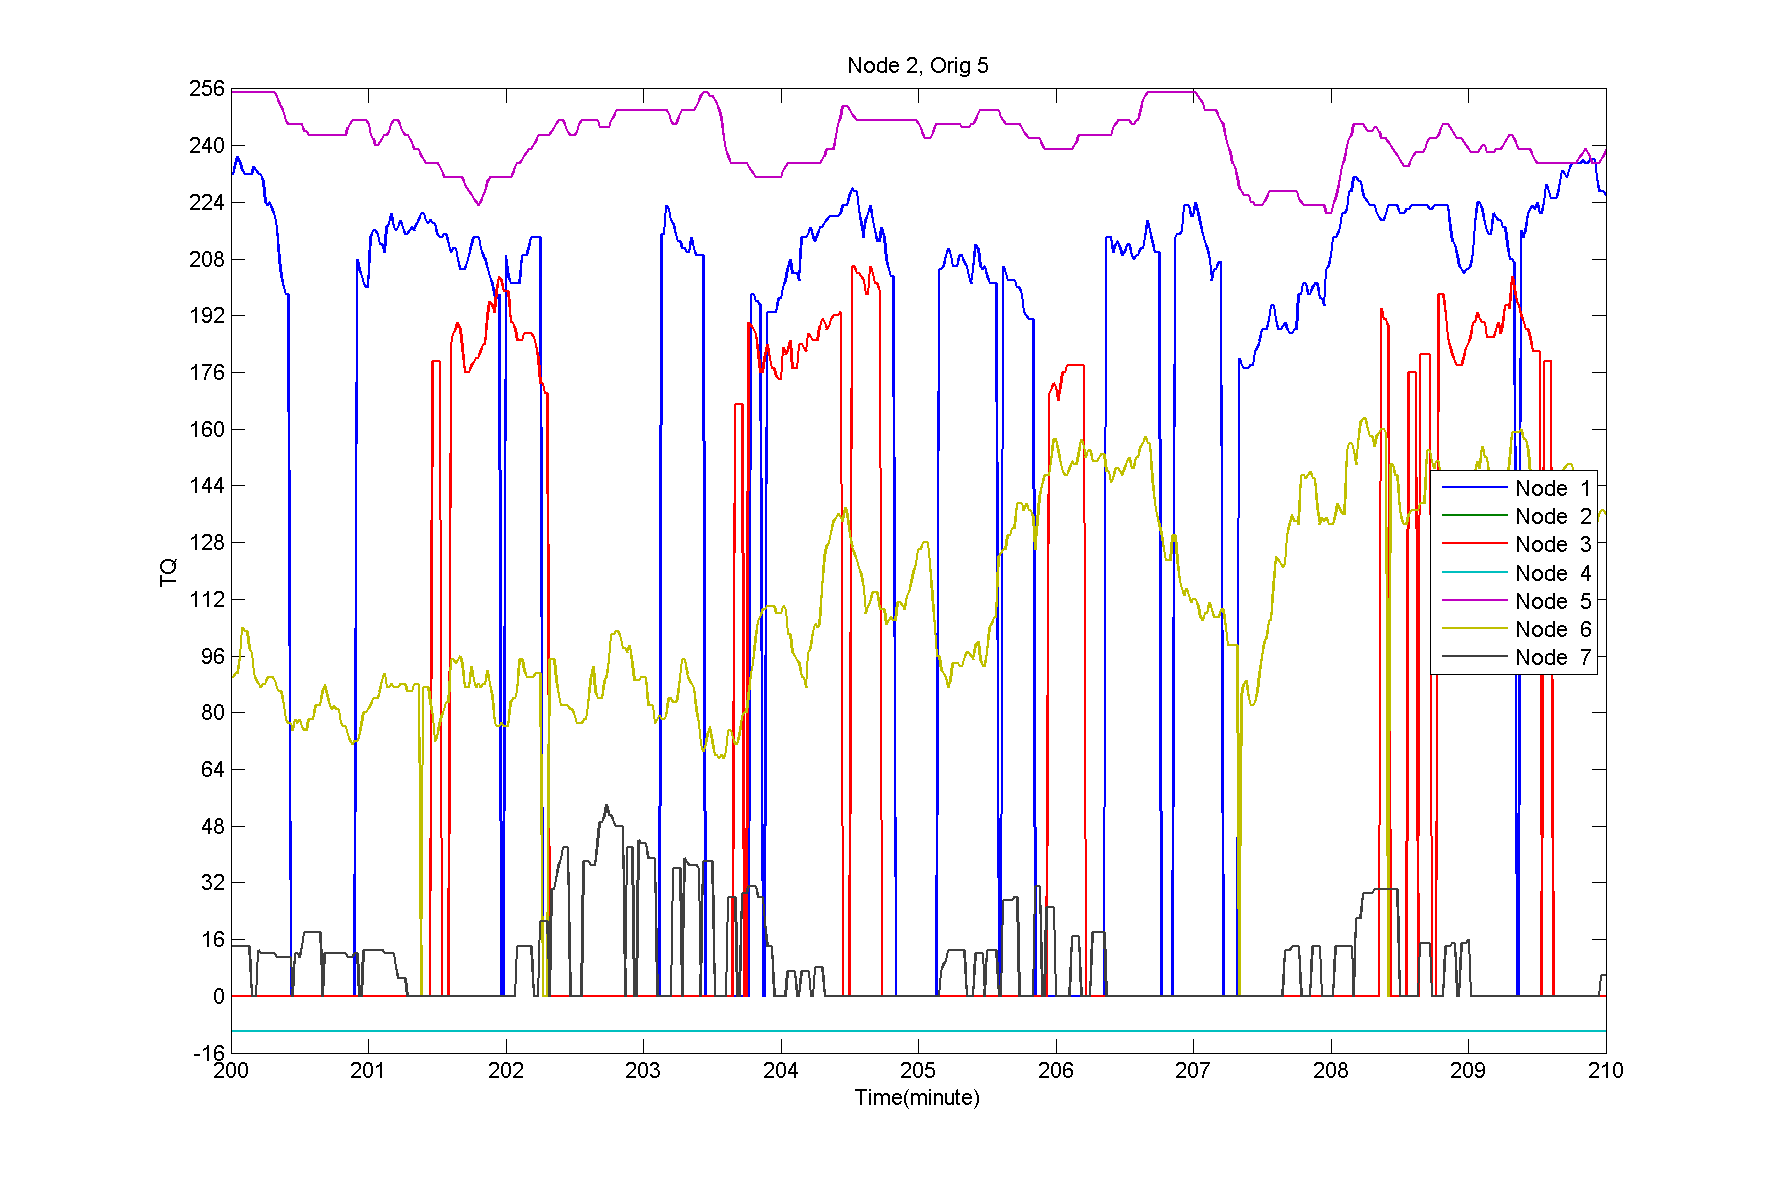 Node 2, Orig 5
256
240
224
208
192
176
160
144
128
112
96
80
64
48
32
16
0
-16
TQ
200 201 202 203 204 205 206 207 208 209 210
Time(minute)
Node 1
Node 2
Node 3
Node 4
Node 5
Node 6
Node 7